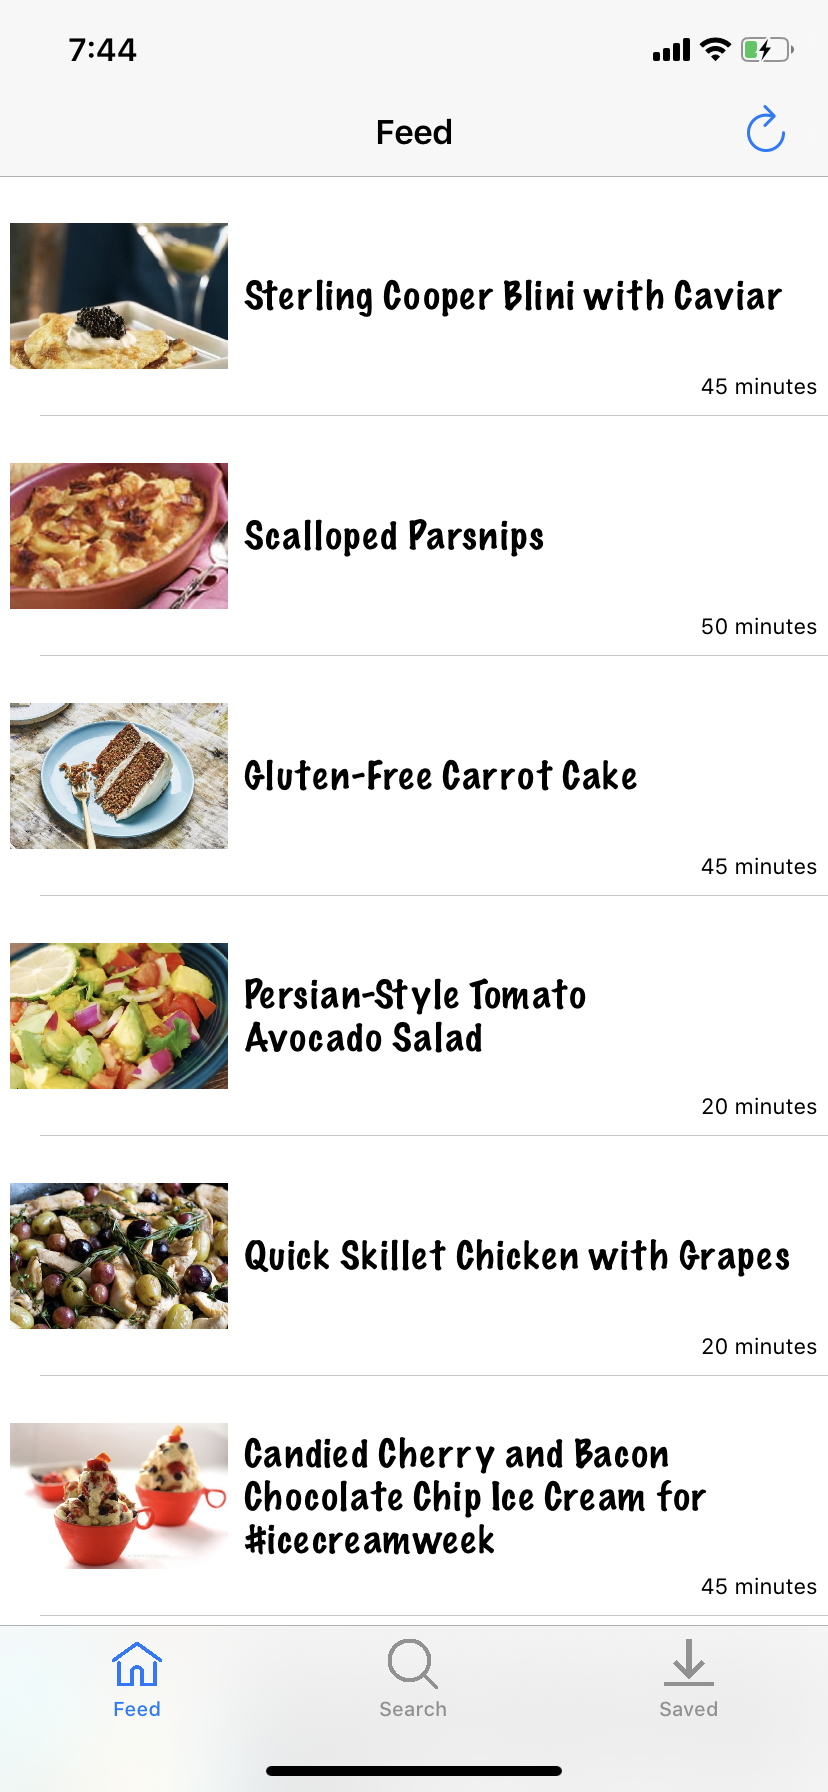 7:44
Feed
Sterling Cooper Blini with Caviar
45 minutes
Scalloped Parsnips
50 minutes
Gluten-Free Carrot Cake
45 minutes
Persian-Style Tomato
Avocado Salad
20 minutes
Quick Skillet Chicken with Grapes
20 minutes
Candied Cherry and Bacon
Chocolate Chip Ice Cream for
#icecreamweek
45 minutes
Feed
Search
Saved